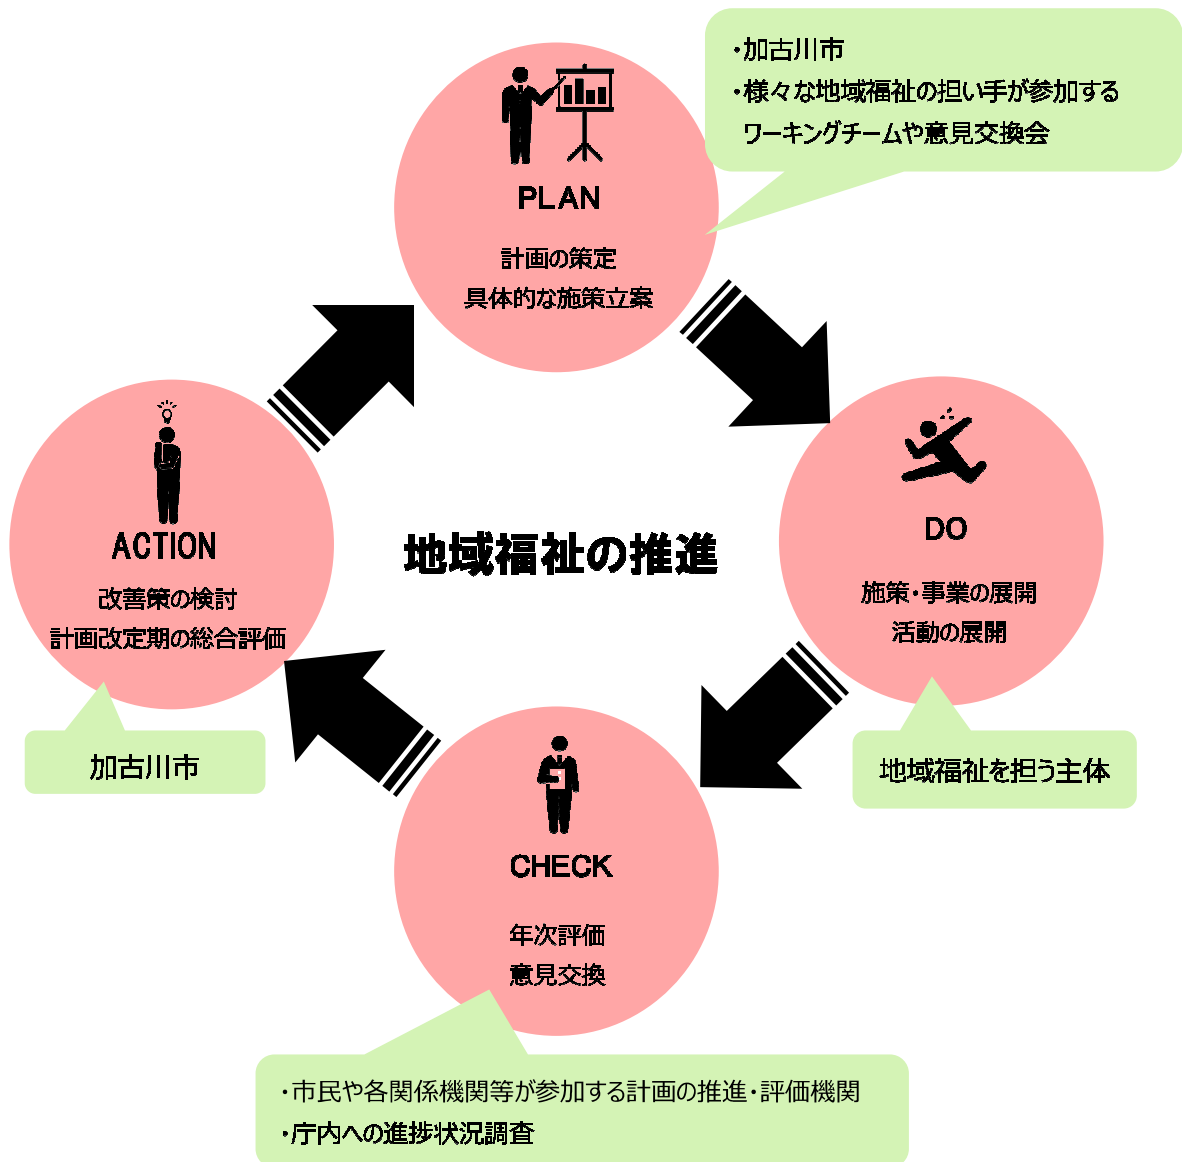 ・加古川市
・様々な地域福祉の担い手が参加する
ワーキングチームや意見交換会
PLAN
計画の策定
具体的な施策立案
DO
施策・事業の展開
活動の展開
地域福祉を担う主体
地域福祉の推進
ACTION
改善策の検討
計画改定期の総合評価
加古川市
CHECK
年次評価
意見交換
・市民や各関係機関等が参加する計画の推進・評価機関
・庁内への進捗状況調査